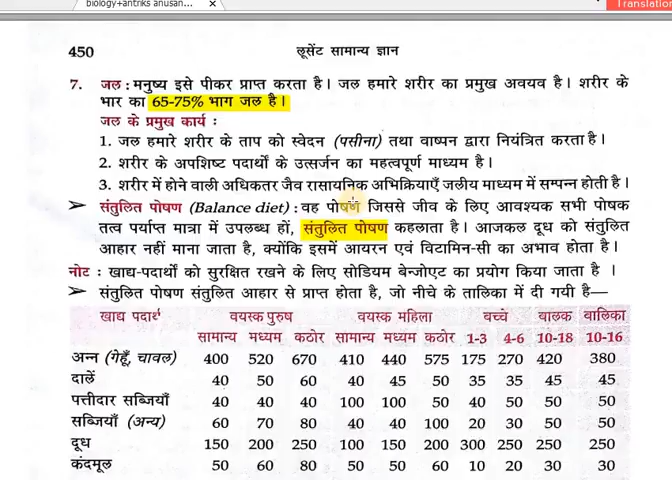 biology+antriks anusan...
Translation
450 लूसेंट सामान्य ज्ञान
7. जल : मनुष्य इसे पीकर प्राप्त करता है। जल हमारे शरीर का प्रमुख अवयव है। शरीर के
भार का 65-75% भाग जल है।
जल के प्रमुख कार्य :
1. जल हमारे शरीर के ताप को स्वेदन (पसीना) तथा वाष्पन द्वारा नियंत्रित करता है।
2. शरीर के अपशिष्ट पदार्थों के उत्सर्जन का महत्वपूर्ण माध्यम है।
3. शरीर में होने वाली अधिकतर जैव रासायनिक अभिक्रियाएँ जलीय माध्यम में सम्पन्न होती है।
➤ संतुलित पोषण (Balance diet) : वह पोषण जिससे जीव के लिए आवश्यक सभी पोषक
तत्व पर्याप्त मात्रा में उपलब्ध हों, संतुलित पोषण कहलाता है। आजकल दूध को संतुलित
आहार नहीं माना जाता है, क्योंकि इसमें आयरन एवं विटामिन-सी का अभाव होता है।
नोट : खाद्य-पदार्थों को सुरक्षित रखने के लिए सोडियम बेन्जोएट का प्रयोग किया जाता है ।
➤ संतुलित पोषण संतुलित आहार से प्राप्त होता है, जो नीचे के तालिका में दी गयी है—
खाद्य पदार्थ वयस्क पुरुष वयस्क महिला बच्चे बालक बालिका
सामान्य मध्यम कठोर सामान्य मध्यम कठोर 1-3 4-6 10-18 10-16
अन्न (गेहूँ, चावल) 400 520 670 410 440 575 175 270 420 380
दालें 40 50 60 40 45 50 35 35 45 45
पत्तीदार सब्जियाँ 40 40 40 100 100 50 40 50 50 50
सब्जियाँ (अन्य) 60 70 80 40 40 100 20 30 50 50
दूध 150 200 250 100 150 200 300 250 250 250
कंदमूल 50 60 80 50 50 60 10 20 30 30